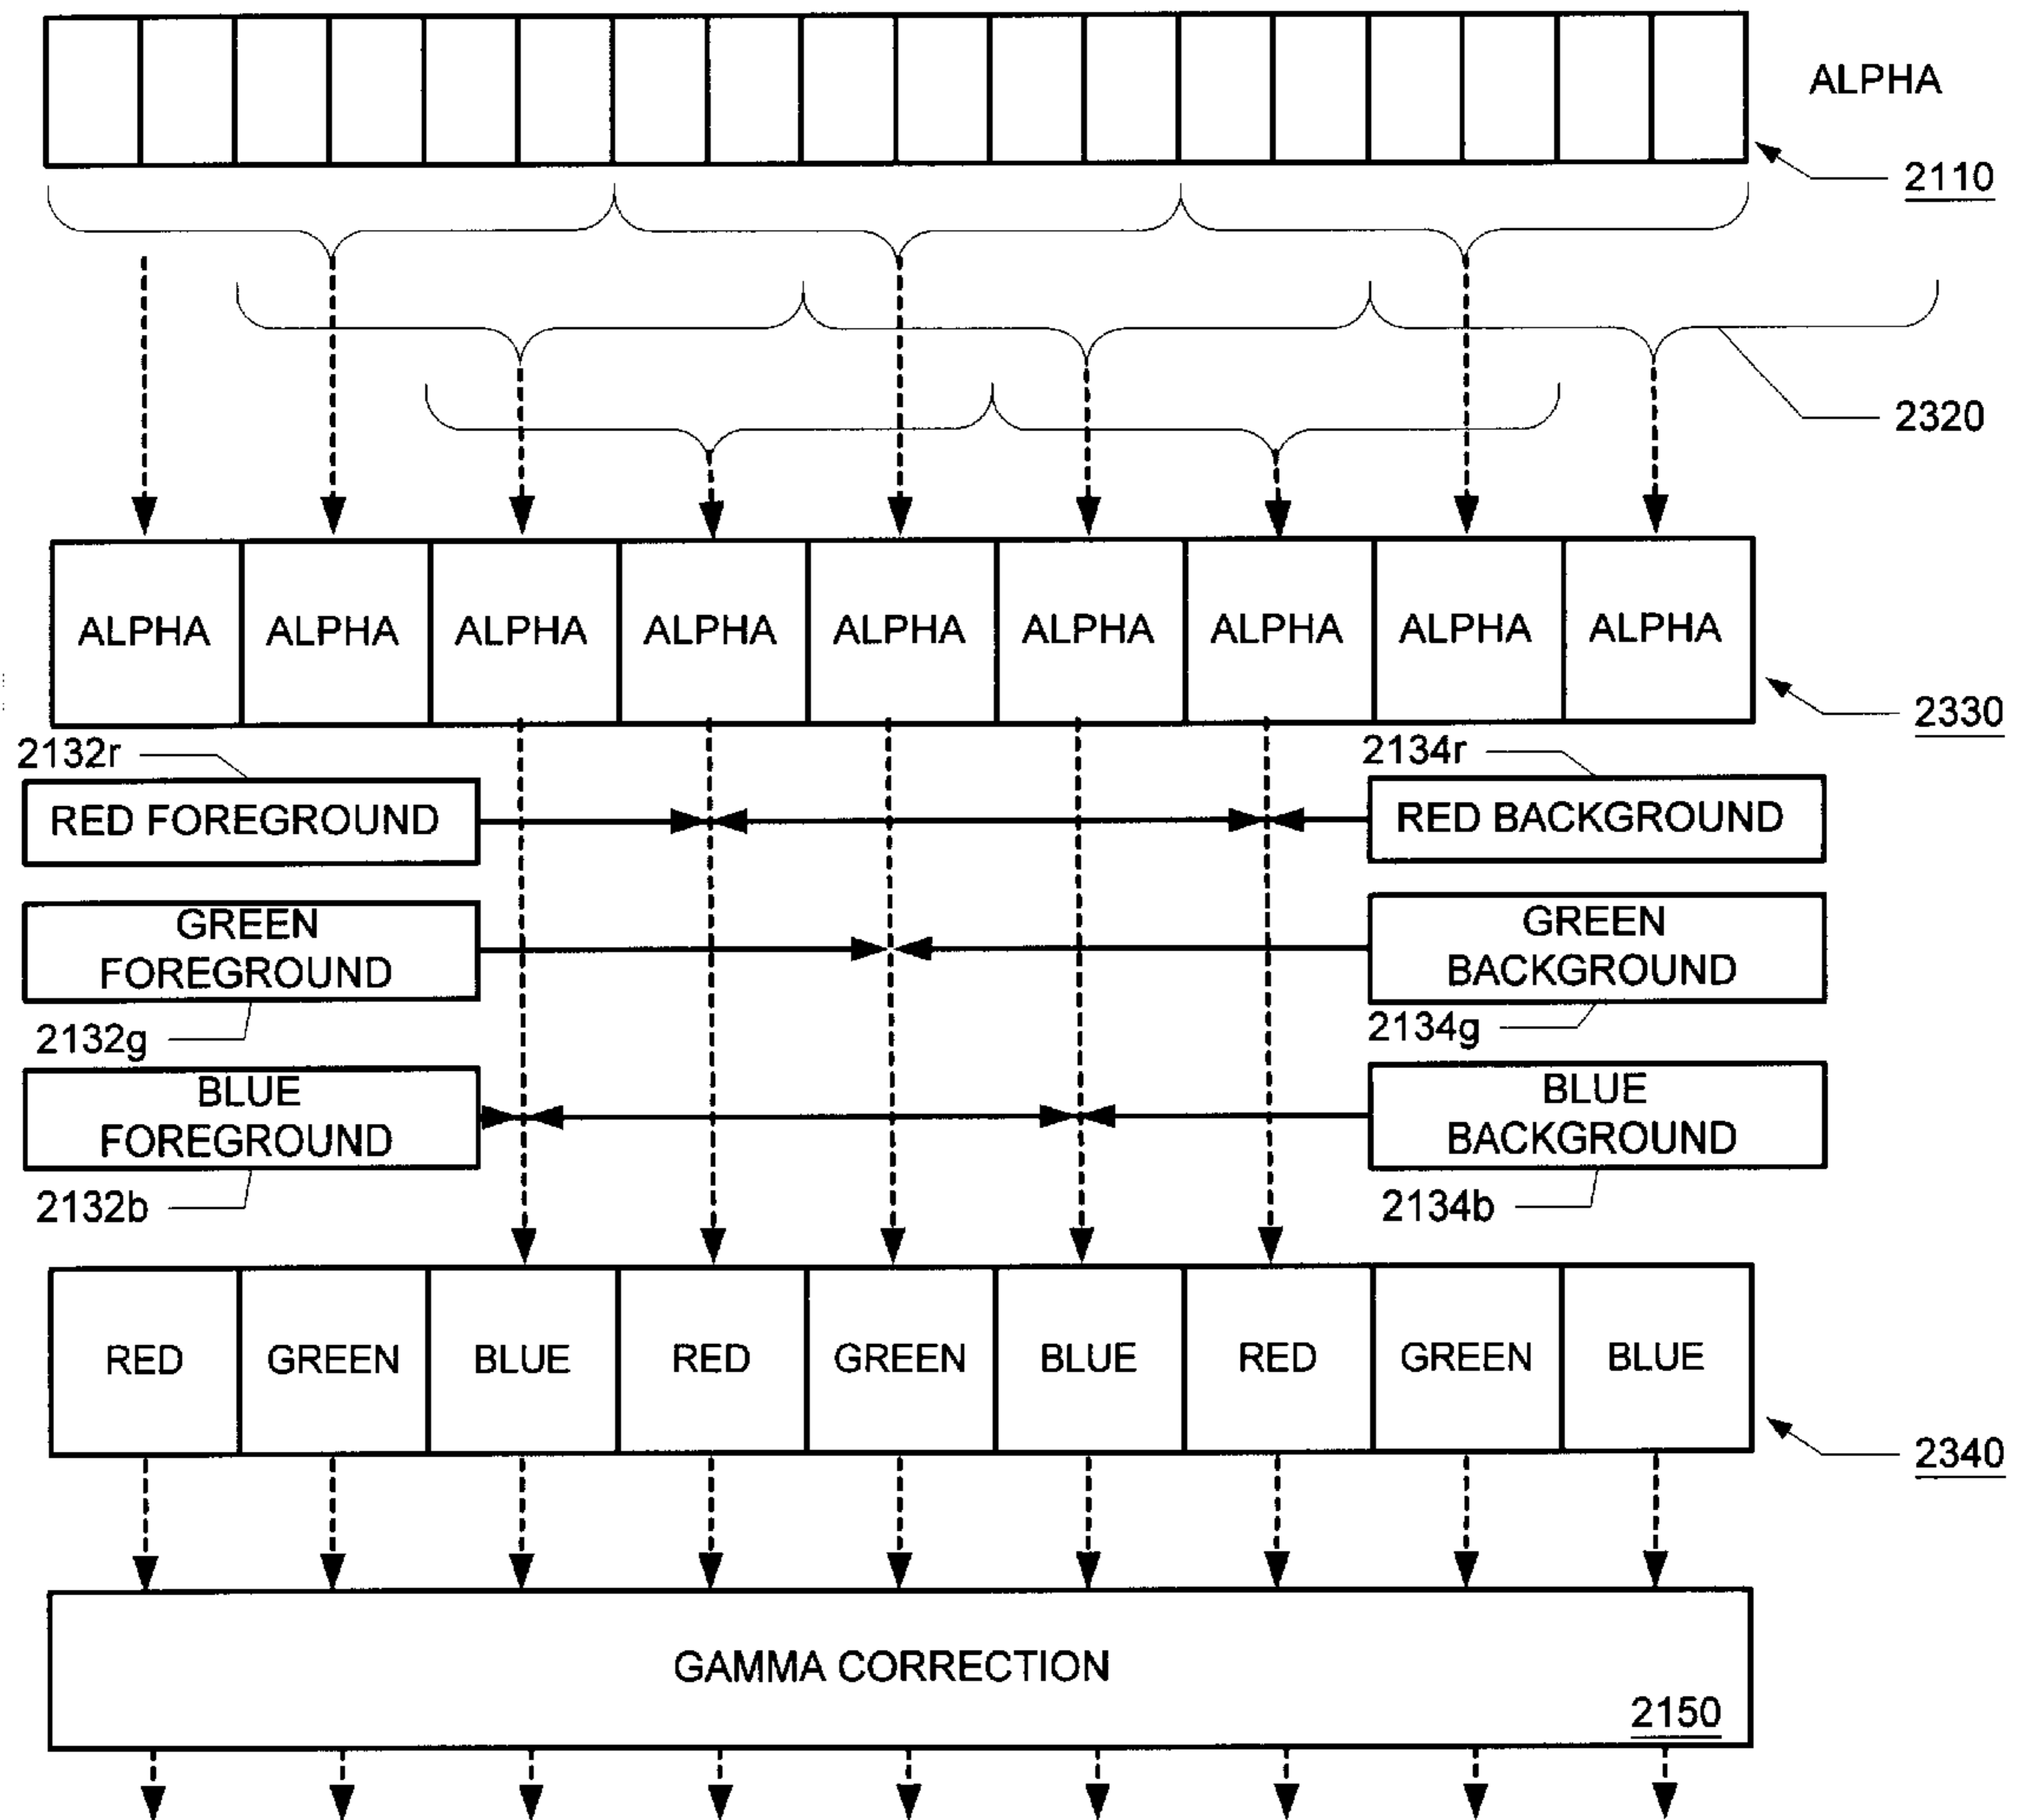 ALPHA
2110
2320
ALPHA ALPHA ALPHA ALPHA ALPHA ALPHA ALPHA ALPHA ALPHA
2330
2132r
2134r
RED FOREGROUND
RED BACKGROUND
GREEN
FOREGROUND
GREEN
BACKGROUND
2132g
2134g
BLUE
FOREGROUND
BLUE
BACKGROUND
2132b
2134b
RED GREEN BLUE RED GREEN BLUE RED GREEN BLUE
2340
GAMMA CORRECTION
2150